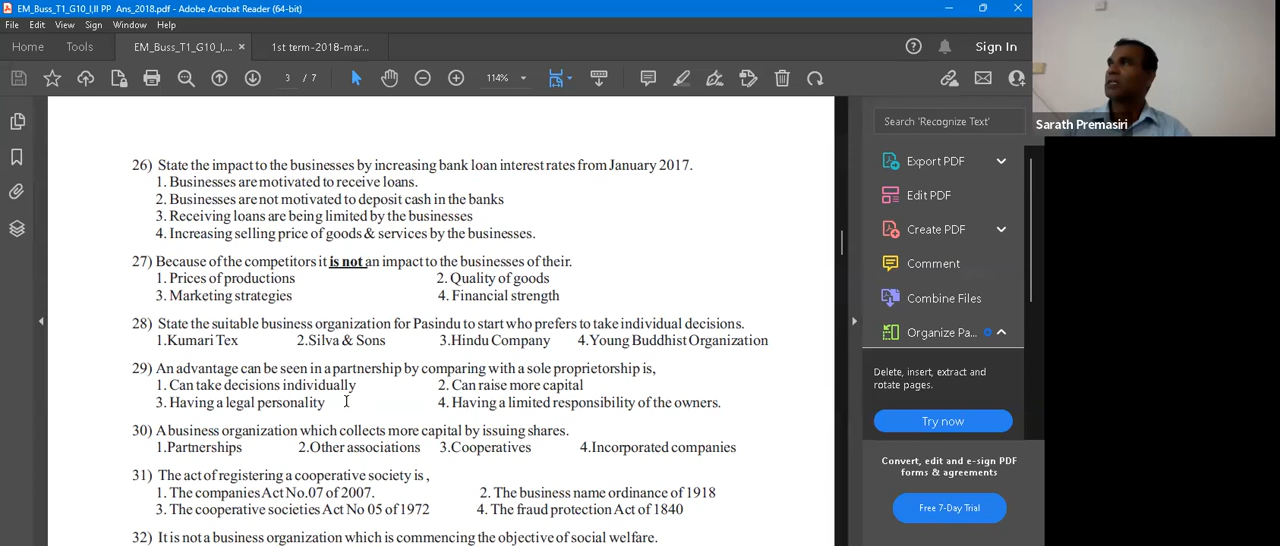 EM_Buss_T1_G10_I,II PP Ans_2018.pdf - Adobe Acrobat Reader (64-bit)
File Edit View Sign Window Help
Home Tools EM_Buss_T1_G10_I,II,... 1st term-2018-mar... Sign In
3 / 7 114%
Sarath Premasiri
26) State the impact to the businesses by increasing bank loan interest rates from January 2017.
1. Businesses are motivated to receive loans.
2. Businesses are not motivated to deposit cash in the banks
3. Receiving loans are being limited by the businesses
4. Increasing selling price of goods & services by the businesses.
27) Because of the competitors it is not an impact to the businesses of their.
1. Prices of productions 2. Quality of goods
3. Marketing strategies 4. Financial strength
28) State the suitable business organization for Pasindu to start who prefers to take individual decisions.
1.Kumari Tex 2.Silva & Sons 3.Hindu Company 4.Young Buddhist Organization
29) An advantage can be seen in a partnership by comparing with a sole proprietorship is,
1. Can take decisions individually 2. Can raise more capital
3. Having a legal personality 4. Having a limited responsibility of the owners.
30) A business organization which collects more capital by issuing shares.
1.Partnerships 2.Other associations 3.Cooperatives 4.Incorporated companies
31) The act of registering a cooperative society is ,
1. The companies Act No.07 of 2007. 2. The business name ordinance of 1918
3. The cooperative societies Act No 05 of 1972 4. The fraud protection Act of 1840
32) It is not a business organization which is commencing the objective of social welfare.
Search 'Recognize Text'
Export PDF
Edit PDF
Create PDF
Comment
Combine Files
Organize Pa...
Delete, insert, extract and
rotate pages.
Try now
Convert, edit and e-sign PDF
forms & agreements
Free 7-Day Trial